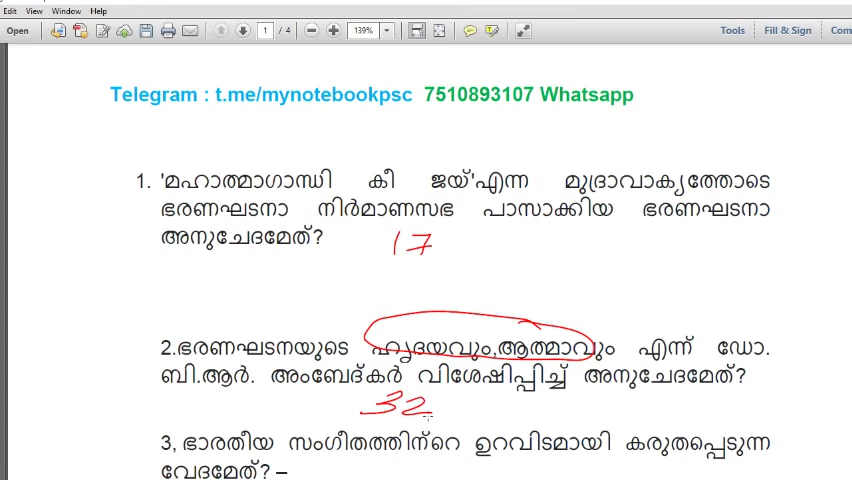 Edit View Window Help
Open 1 / 4 139% Tools Fill & Sign Com
Telegram : t.me/mynotebookpsc 7510893107 Whatsapp
1. 'മഹാത്മാഗാന്ധി കീ ജയ്'എന്ന മുദ്രാവാക്യത്തോടെ
ഭരണഘടനാ നിർമാണസഭ പാസാക്കിയ ഭരണഘടനാ
അനുച്ഛേദമേത്?
17
2.ഭരണഘടനയുടെ ഹൃദയവും,ആത്മാവും എന്ന് ഡോ.
ബി.ആർ. അംബേദ്കർ വിശേഷിപ്പിച്ച് അനുച്ഛേദമേത്?
32
3, ഭാരതീയ സംഗീതത്തിന്റെ ഉറവിടമായി കരുതപ്പെടുന്ന
വേദമേത്? –